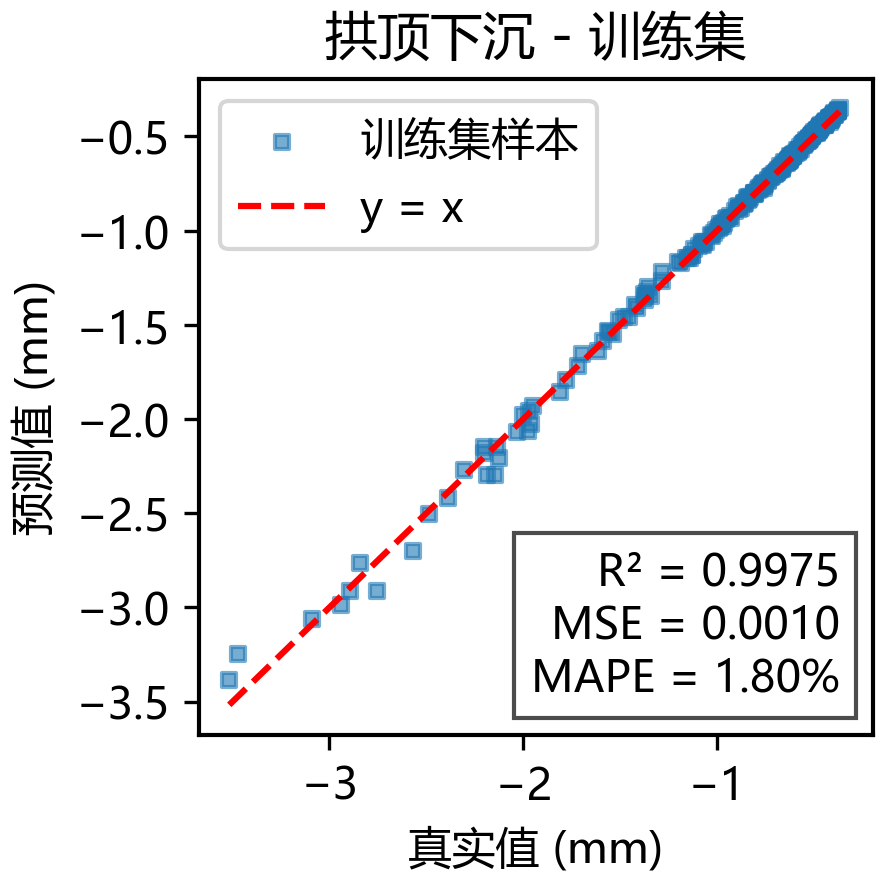 拱顶下沉 - 训练集
训练集样本
y = x
−0.5
−1.0
−1.5
−2.0
−2.5
−3.0
−3.5
预测值 (mm)
R² = 0.9975
MSE = 0.0010
MAPE = 1.80%
−3
−2
−1
真实值 (mm)